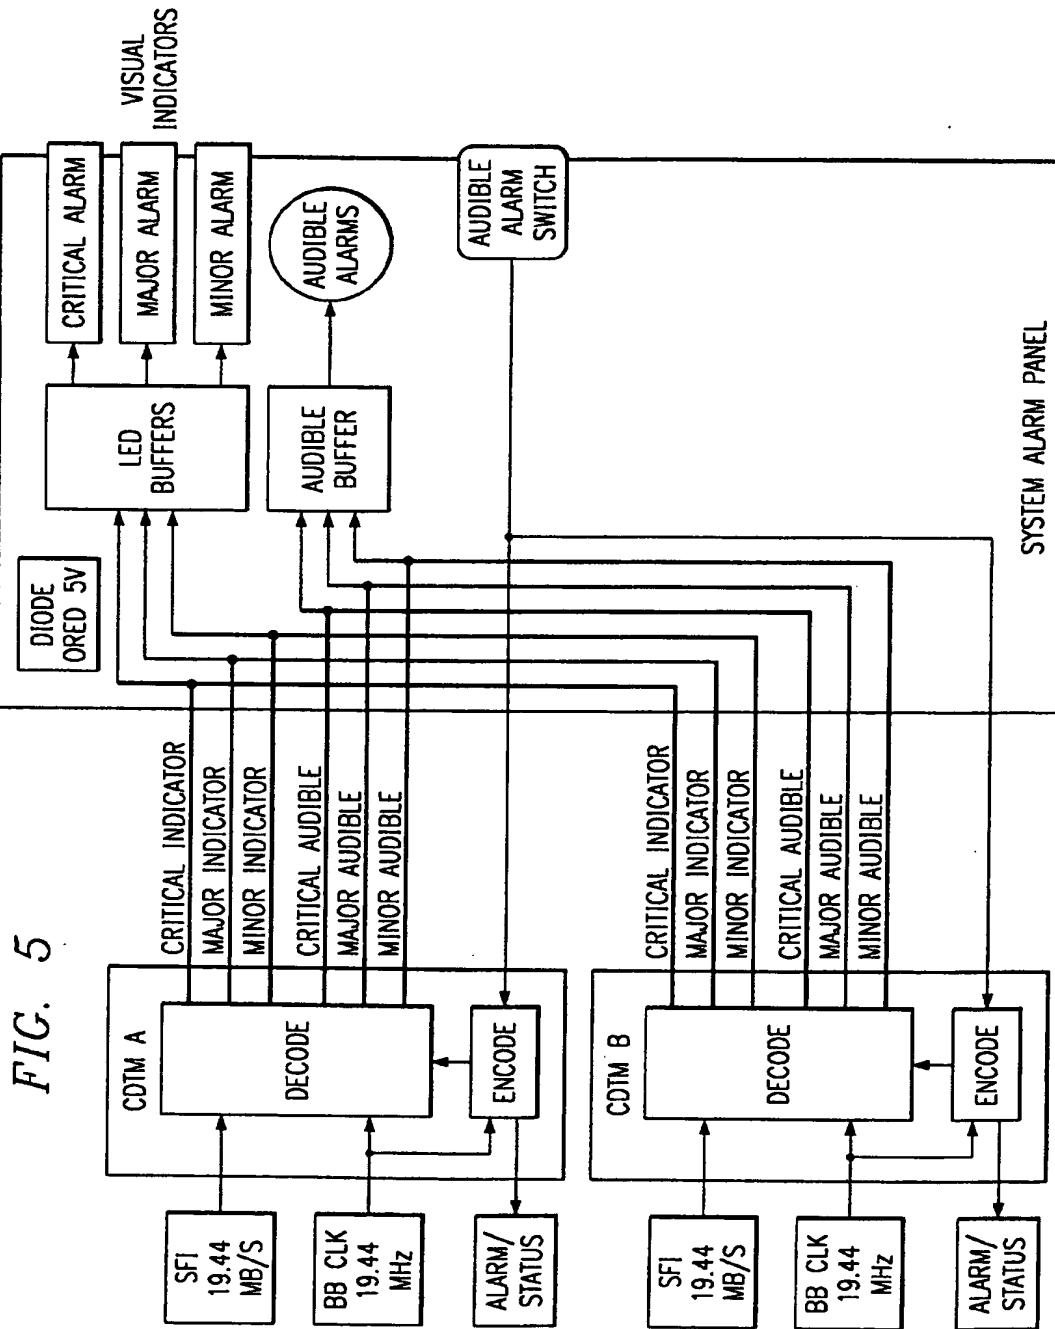 FIG. 5
SFI
19.44
MB/S
BB CLK
19.44
MHz
ALARM/
STATUS
CDTM A
DECODE
ENCODE
CRITICAL INDICATOR
MAJOR INDICATOR
MINOR INDICATOR
CRITICAL AUDIBLE
MAJOR AUDIBLE
MINOR AUDIBLE
SFI
19.44
MB/S
BB CLK
19.44
MHz
ALARM/
STATUS
CDTM B
DECODE
ENCODE
CRITICAL INDICATOR
MAJOR INDICATOR
MINOR INDICATOR
CRITICAL AUDIBLE
MAJOR AUDIBLE
MINOR AUDIBLE
DIODE
ORED 5V
LED
BUFFERS
AUDIBLE
BUFFER
CRITICAL ALARM
MAJOR ALARM
MINOR ALARM
VISUAL
INDICATORS
AUDIBLE
ALARMS
AUDIBLE
ALARM
SWITCH
SYSTEM ALARM PANEL